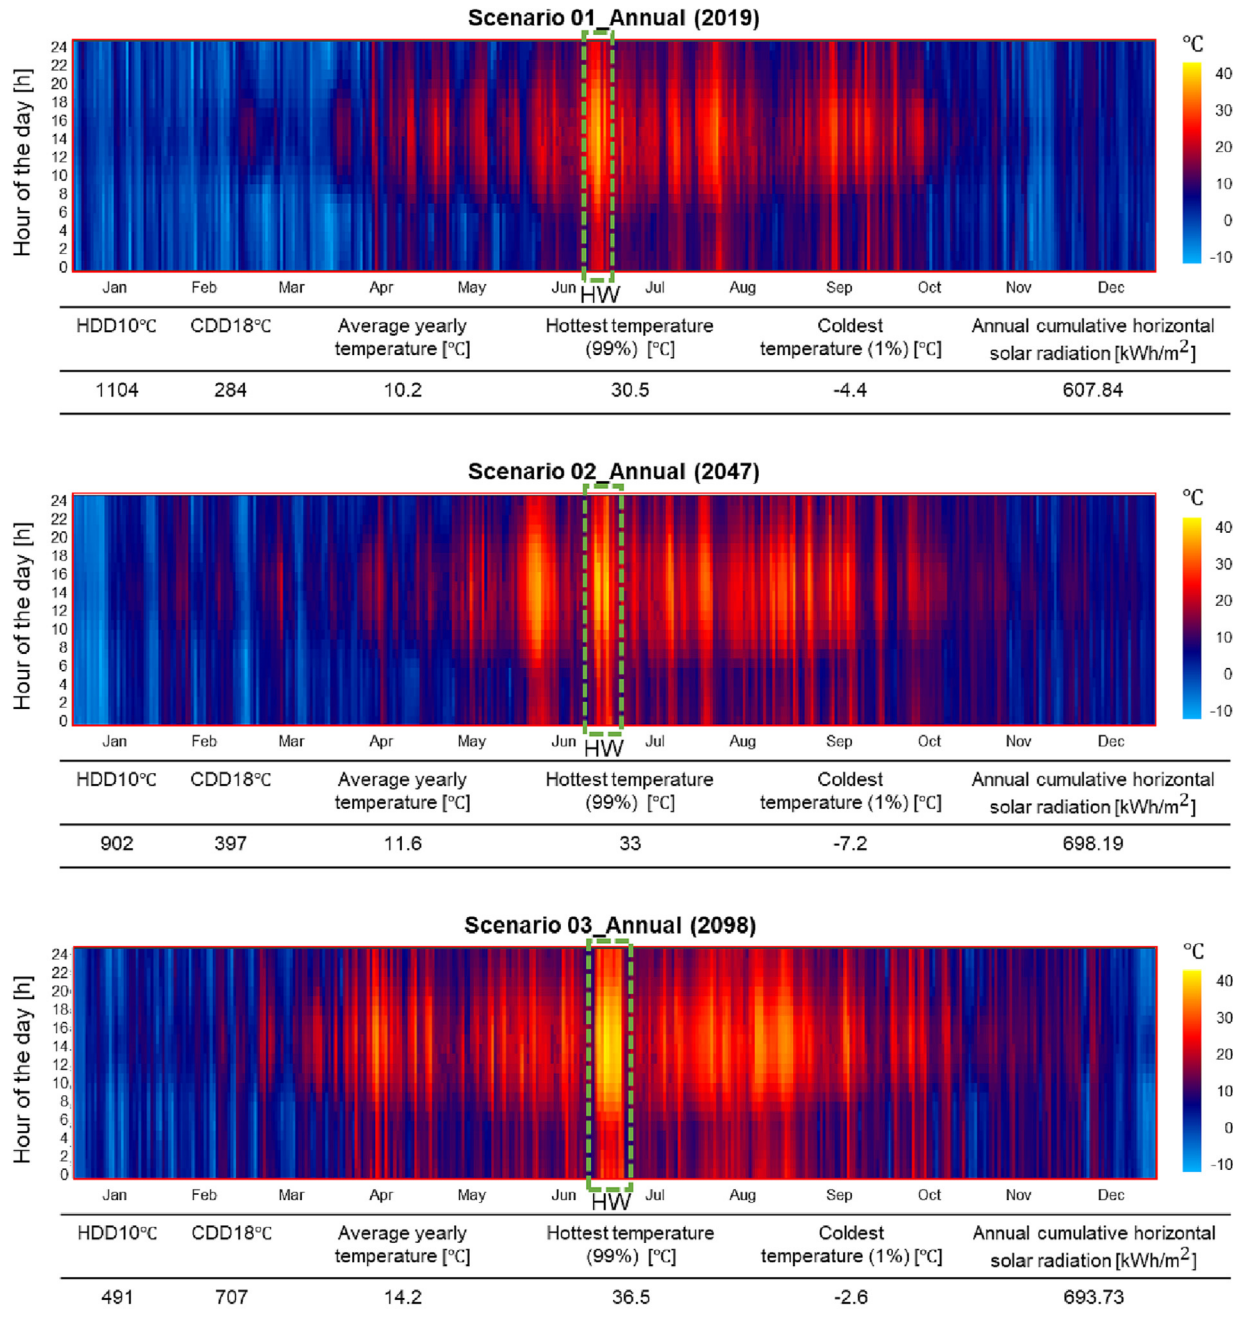 Scenario 01_Annual (2019)
Hour of the day [h]
24
22
20
18
16
14
12
10
8
6
4
2
0
°C
40
30
20
10
0
-10
Jan Feb Mar Apr May Jun Jul Aug Sep Oct Nov Dec
HW
HDD10°C CDD18°C Average yearly temperature [°C] Hottest temperature (99%) [°C] Coldest temperature (1%) [°C] Annual cumulative horizontal solar radiation [kWh/m²]
1104 284 10.2 30.5 -4.4 607.84
Scenario 02_Annual (2047)
Hour of the day [h]
24
22
20
18
16
14
12
10
8
6
4
2
0
°C
40
30
20
10
0
-10
Jan Feb Mar Apr May Jun Jul Aug Sep Oct Nov Dec
HW
HDD10°C CDD18°C Average yearly temperature [°C] Hottest temperature (99%) [°C] Coldest temperature (1%) [°C] Annual cumulative horizontal solar radiation [kWh/m²]
902 397 11.6 33 -7.2 698.19
Scenario 03_Annual (2098)
Hour of the day [h]
24
22
20
18
16
14
12
10
8
6
4
2
0
°C
40
30
20
10
0
-10
Jan Feb Mar Apr May Jun Jul Aug Sep Oct Nov Dec
HW
HDD10°C CDD18°C Average yearly temperature [°C] Hottest temperature (99%) [°C] Coldest temperature (1%) [°C] Annual cumulative horizontal solar radiation [kWh/m²]
491 707 14.2 36.5 -2.6 693.73